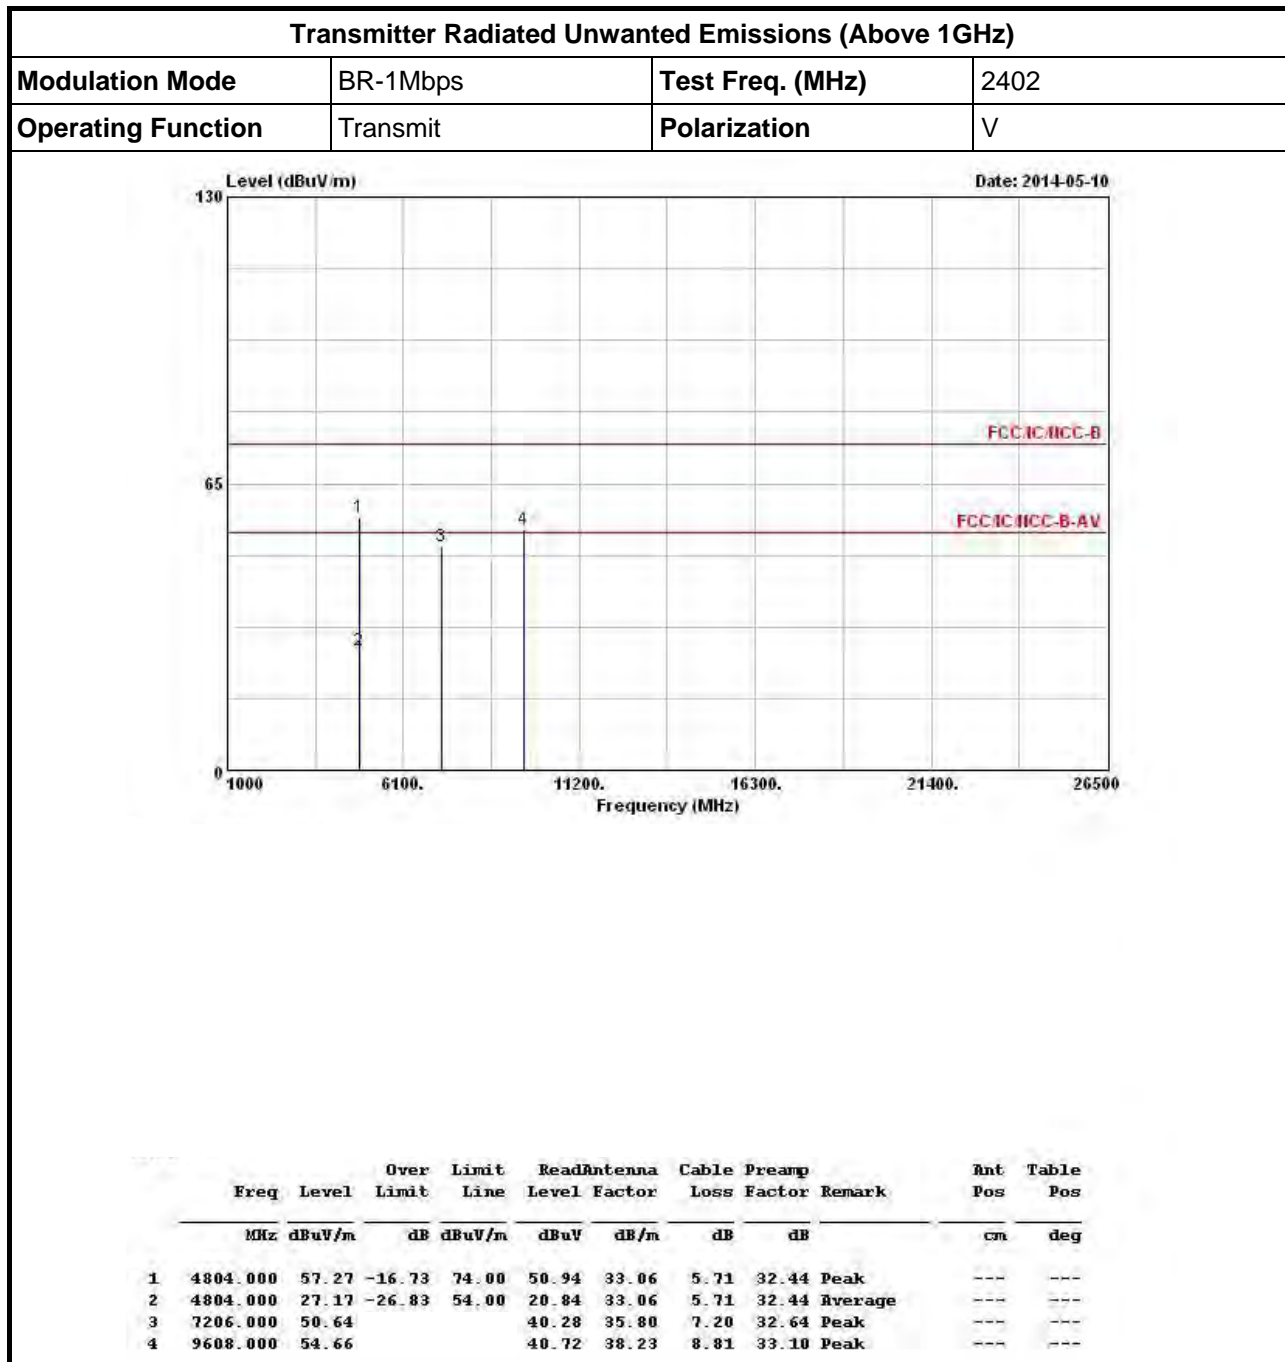 Transmitter Radiated Unwanted Emissions (Above 1GHz)
Modulation Mode BR-1Mbps Test Freq. (MHz) 2402
Operating Function Transmit Polarization V
Level (dBuV/m) Date: 2014-05-10
130
FCC/IC/NCC-B
65
1
4
FCC/IC/NCC-B-AV
3
2
0
1000 6100. 11200. 16300. 21400. 26500
Frequency (MHz)
Over Limit ReadAntenna Cable Preamp Ant Table
Freq Level Limit Line Level Factor Loss Factor Remark Pos Pos
MHz dBuV/m dB dBuV/m dBuV dB/m dB dB cm deg
1 4804.000 57.27 -16.73 74.00 50.94 33.06 5.71 32.44 Peak --- ---
2 4804.000 27.17 -26.83 54.00 20.84 33.06 5.71 32.44 Average --- ---
3 7206.000 50.64 40.28 35.80 7.20 32.64 Peak --- ---
4 9608.000 54.66 40.72 38.23 8.81 33.10 Peak --- ---